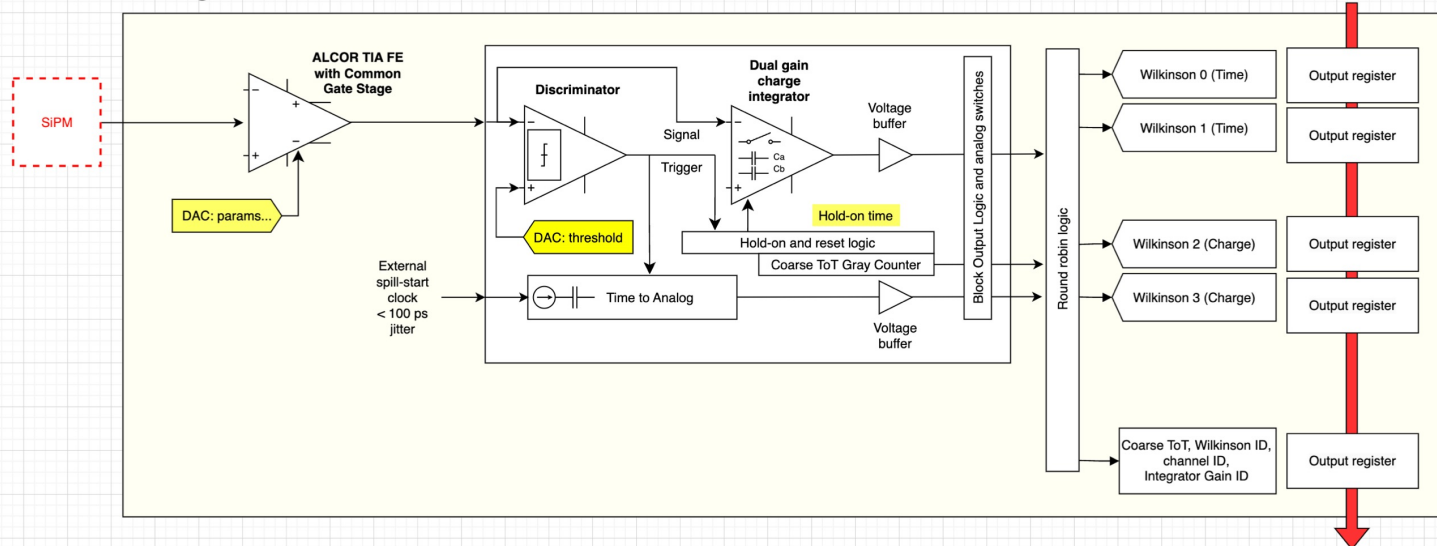 ALCOR TIA FE
with Common
Gate Stage
SiPM
DAC: params...
Discriminator
Dual gain
charge
integrator
Signal
Trigger
Ca
Cb
Voltage
buffer
DAC: threshold
Hold-on time
Hold-on and reset logic
Coarse ToT Gray Counter
External
spill-start
clock
< 100 ps
jitter
Time to Analog
Voltage
buffer
Block Output Logic and analog switches
Round robin logic
Wilkinson 0 (Time)
Output register
Wilkinson 1 (Time)
Output register
Wilkinson 2 (Charge)
Output register
Wilkinson 3 (Charge)
Output register
Coarse ToT, Wilkinson ID,
channel ID,
Integrator Gain ID
Output register